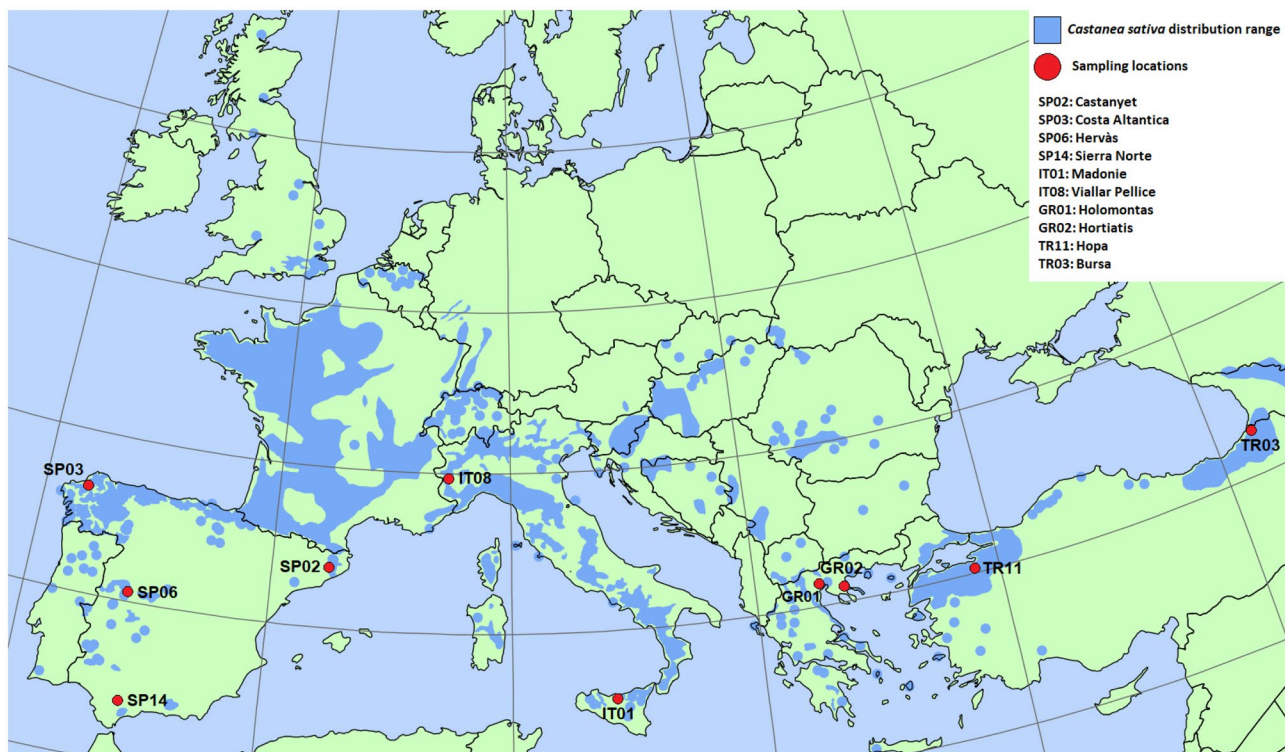 Castanea sativa distribution range
Sampling locations
SP02: Castanyet
SP03: Costa Altantica
SP06: Hervàs
SP14: Sierra Norte
IT01: Madonie
IT08: Viallar Pellice
GR01: Holomontas
GR02: Hortiatis
TR11: Hopa
TR03: Bursa
TR03
SP03
IT08
SP02
GR02
TR11
SP06
GR01
SP14
IT01